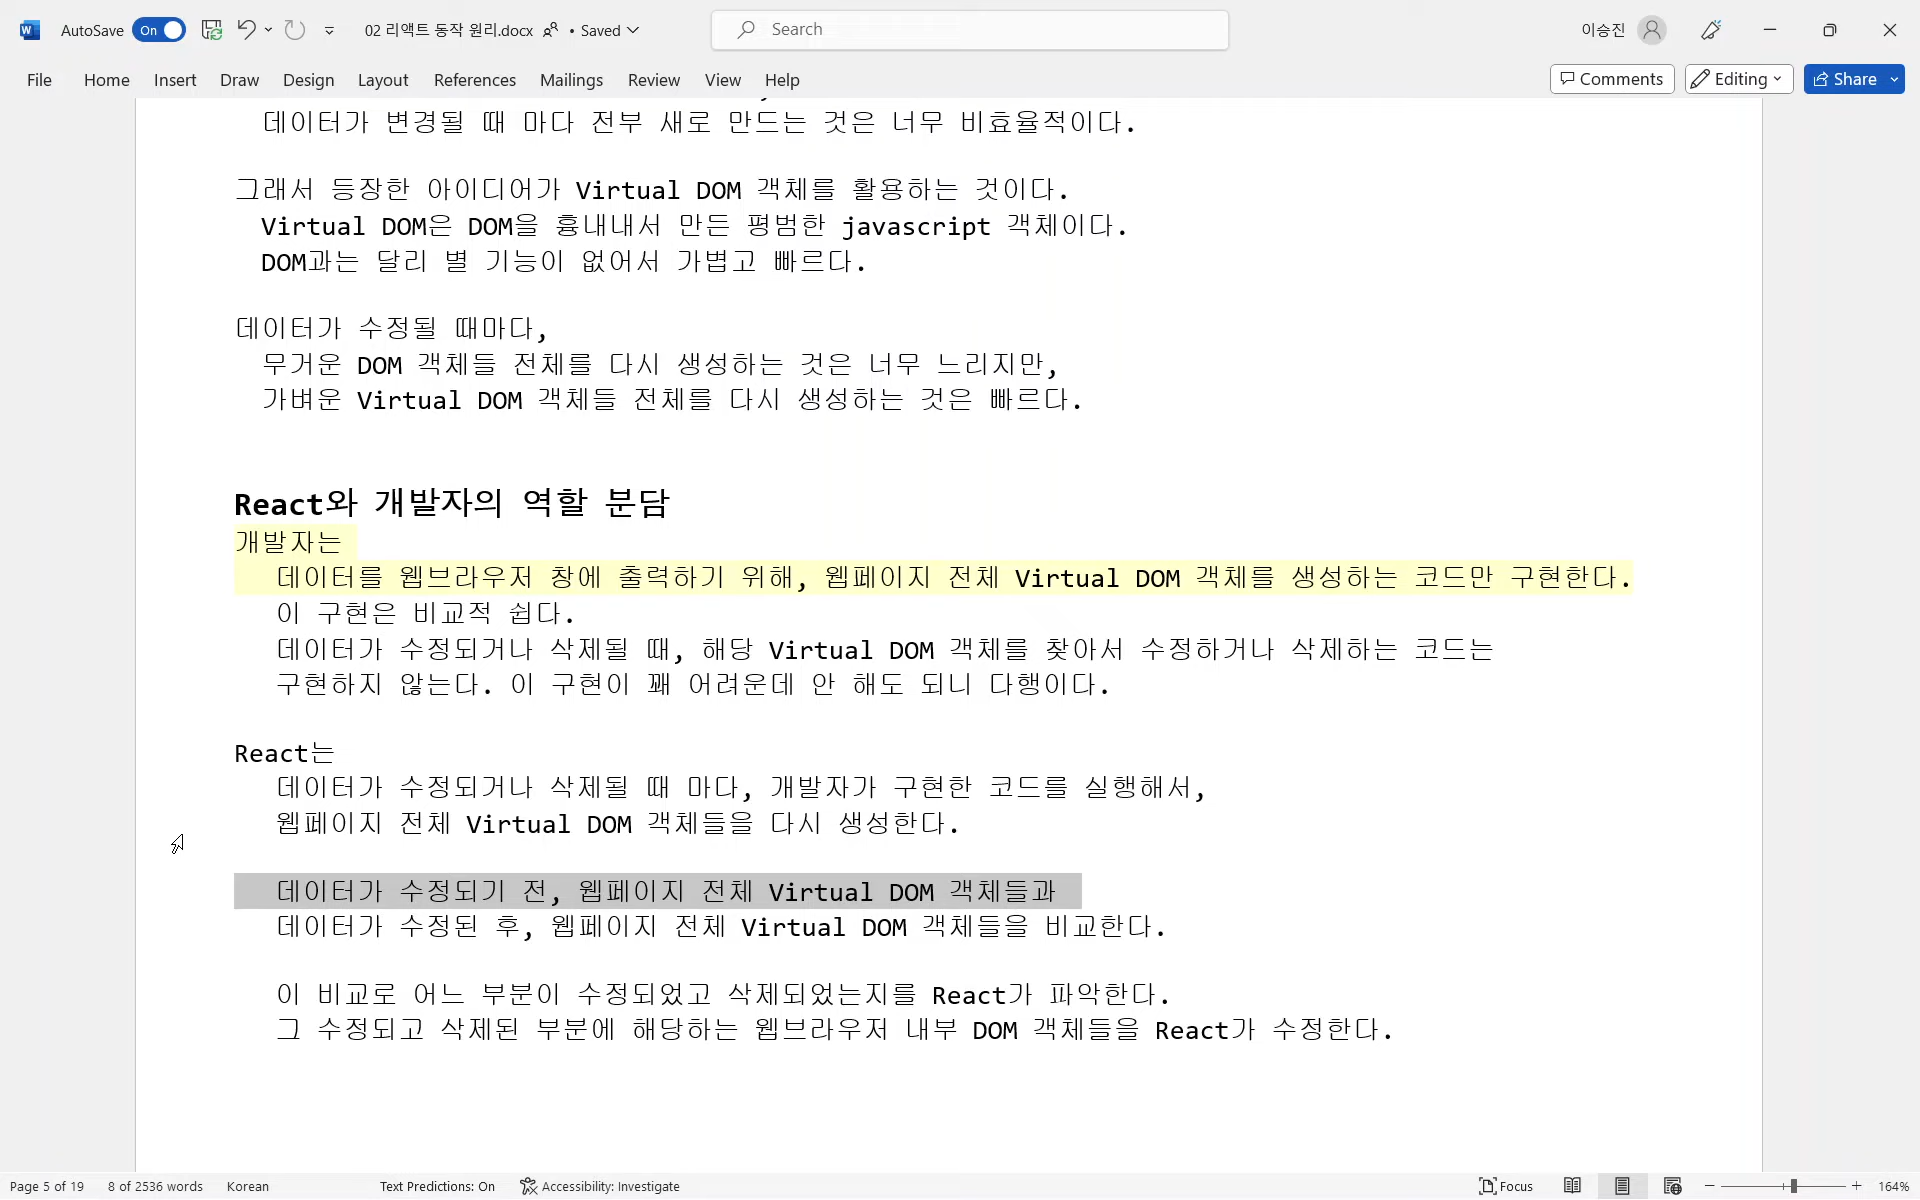 AutoSave On 02 리액트 동작 원리.docx • Saved Search 이승진
File Home Insert Draw Design Layout References Mailings Review View Help Comments Editing Share
데이터가 변경될 때 마다 전부 새로 만드는 것은 너무 비효율적이다.
그래서 등장한 아이디어가 Virtual DOM 객체를 활용하는 것이다.
Virtual DOM은 DOM을 흉내내서 만든 평범한 javascript 객체이다.
DOM과는 달리 별 기능이 없어서 가볍고 빠르다.
데이터가 수정될 때마다,
무거운 DOM 객체들 전체를 다시 생성하는 것은 너무 느리지만,
가벼운 Virtual DOM 객체들 전체를 다시 생성하는 것은 빠르다.
React와 개발자의 역할 분담
개발자는
데이터를 웹브라우저 창에 출력하기 위해, 웹페이지 전체 Virtual DOM 객체를 생성하는 코드만 구현한다.
이 구현은 비교적 쉽다.
데이터가 수정되거나 삭제될 때, 해당 Virtual DOM 객체를 찾아서 수정하거나 삭제하는 코드는
구현하지 않는다. 이 구현이 꽤 어려운데 안 해도 되니 다행이다.
React는
데이터가 수정되거나 삭제될 때 마다, 개발자가 구현한 코드를 실행해서,
웹페이지 전체 Virtual DOM 객체들을 다시 생성한다.
데이터가 수정되기 전, 웹페이지 전체 Virtual DOM 객체들과
데이터가 수정된 후, 웹페이지 전체 Virtual DOM 객체들을 비교한다.
이 비교로 어느 부분이 수정되었고 삭제되었는지를 React가 파악한다.
그 수정되고 삭제된 부분에 해당하는 웹브라우저 내부 DOM 객체들을 React가 수정한다.
Page 5 of 19 8 of 2536 words Korean Text Predictions: On Accessibility: Investigate Focus 164%